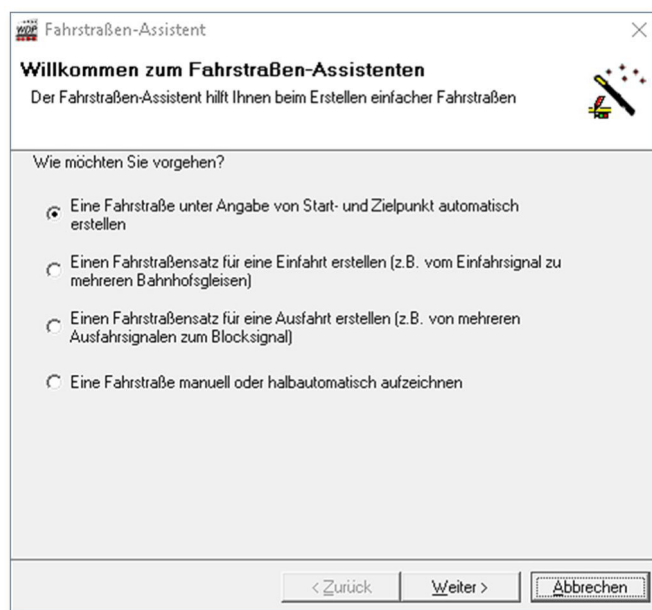 WDP Fahrstraßen-Assistent
Willkommen zum Fahrstraßen-Assistenten
Der Fahrstraßen-Assistent hilft Ihnen beim Erstellen einfacher Fahrstraßen
Wie möchten Sie vorgehen?
Eine Fahrstraße unter Angabe von Start- und Zielpunkt automatisch
erstellen
Einen Fahrstraßensatz für eine Einfahrt erstellen (z.B. vom Einfahrsignal zu
mehreren Bahnhofsgleisen)
Einen Fahrstraßensatz für eine Ausfahrt erstellen (z.B. von mehreren
Ausfahrsignalen zum Blocksignal)
Eine Fahrstraße manuell oder halbautomatisch aufzeichnen
< Zurück Weiter > Abbrechen